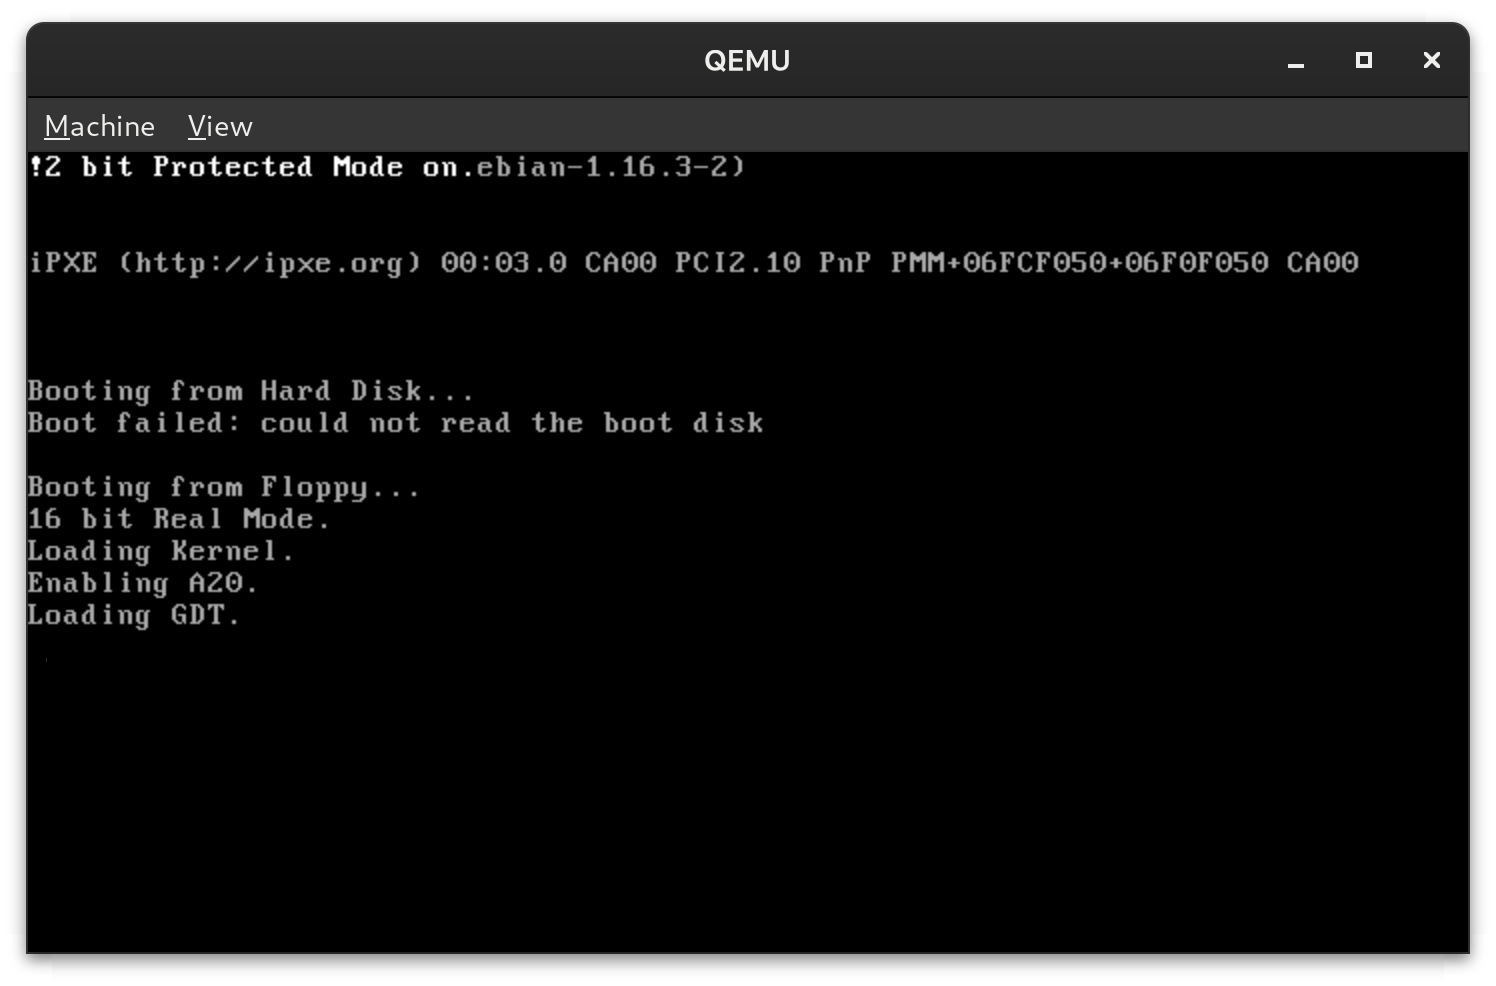 QEMU
Machine View
!2 bit Protected Mode on.ebian-1.16.3-2)
iPXE (http://ipxe.org) 00:03.0 CA00 PCI2.10 PnP PMM+06FCF050+06F0F050 CA00
Booting from Hard Disk...
Boot failed: could not read the boot disk
Booting from Floppy...
16 bit Real Mode.
Loading Kernel.
Enabling A20.
Loading GDT.